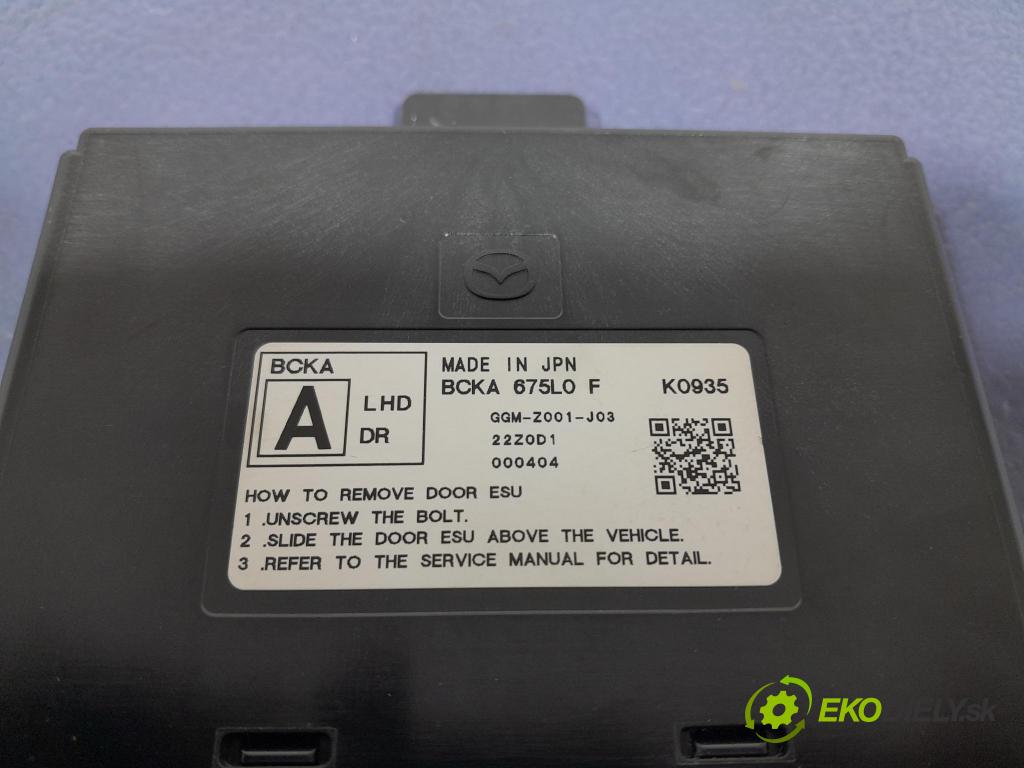 BCKA
A
LHD
DR
MADE IN JPN
BCKA 675L0 F K0935
GGM-Z001-J03
22Z0D1
000404
HOW TO REMOVE DOOR ESU
1 .UNSCREW THE BOLT.
2 .SLIDE THE DOOR ESU ABOVE THE VEHICLE.
3 .REFER TO THE SERVICE MANUAL FOR DETAIL.
EKODIELY.sk